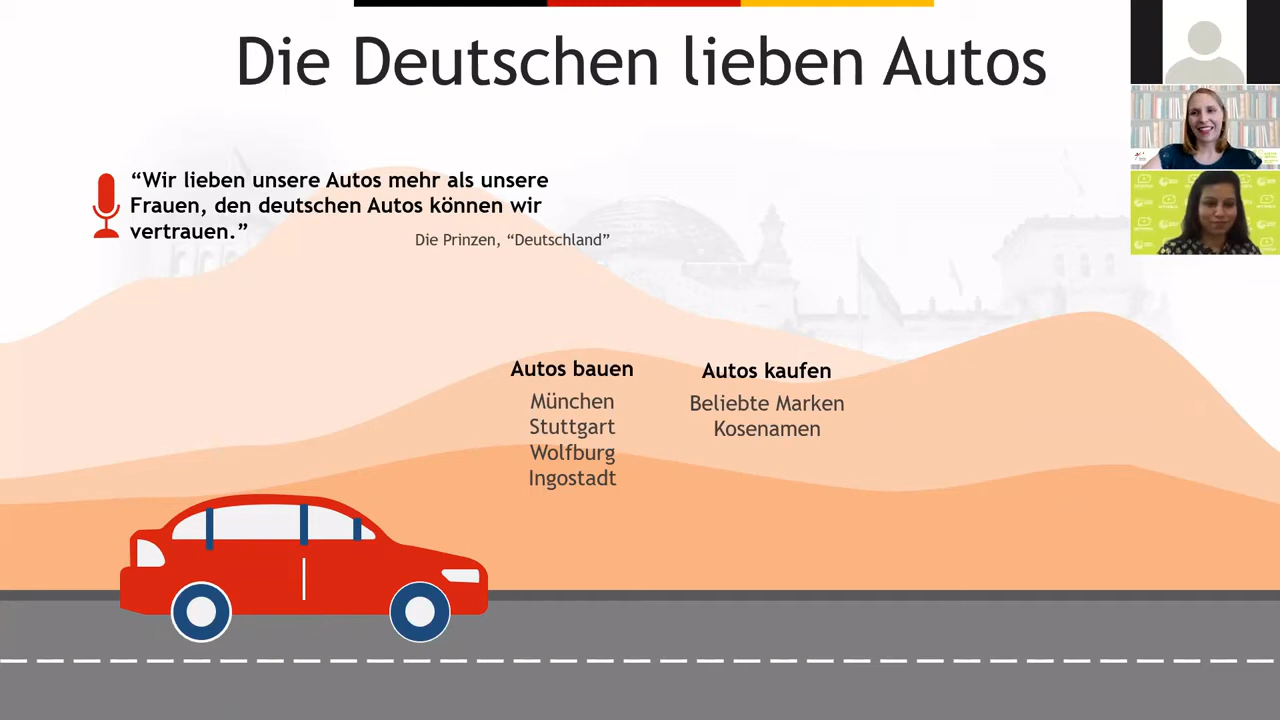 Die Deutschen lieben Autos
“Wir lieben unsere Autos mehr als unsere
Frauen, den deutschen Autos können wir
vertrauen.”
Die Prinzen, “Deutschland”
Autos bauen
München
Stuttgart
Wolfburg
Ingostadt
Autos kaufen
Beliebte Marken
Kosenamen